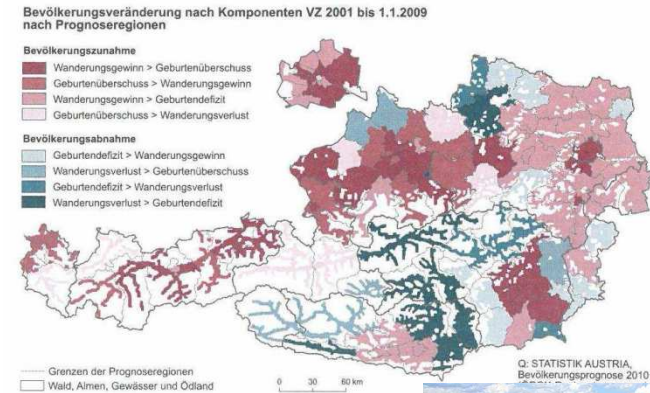 Bevölkerungsveränderung nach Komponenten VZ 2001 bis 1.1.2009
nach Prognoseregionen
Bevölkerungszunahme
Wanderungsgewinn > Geburtenüberschuss
Geburtenüberschuss > Wanderungsgewinn
Wanderungsgewinn > Geburtendefizit
Geburtenüberschuss > Wanderungsverlust
Bevölkerungsabnahme
Geburtendefizit > Wanderungsgewinn
Wanderungsverlust > Geburtenüberschuss
Geburtendefizit > Wanderungsverlust
Wanderungsverlust > Geburtendefizit
Grenzen der Prognoseregionen
Wald, Almen, Gewässer und Ödland
0 30 60 km
Q: STATISTIK AUSTRIA,
Bevölkerungsprognose 2010